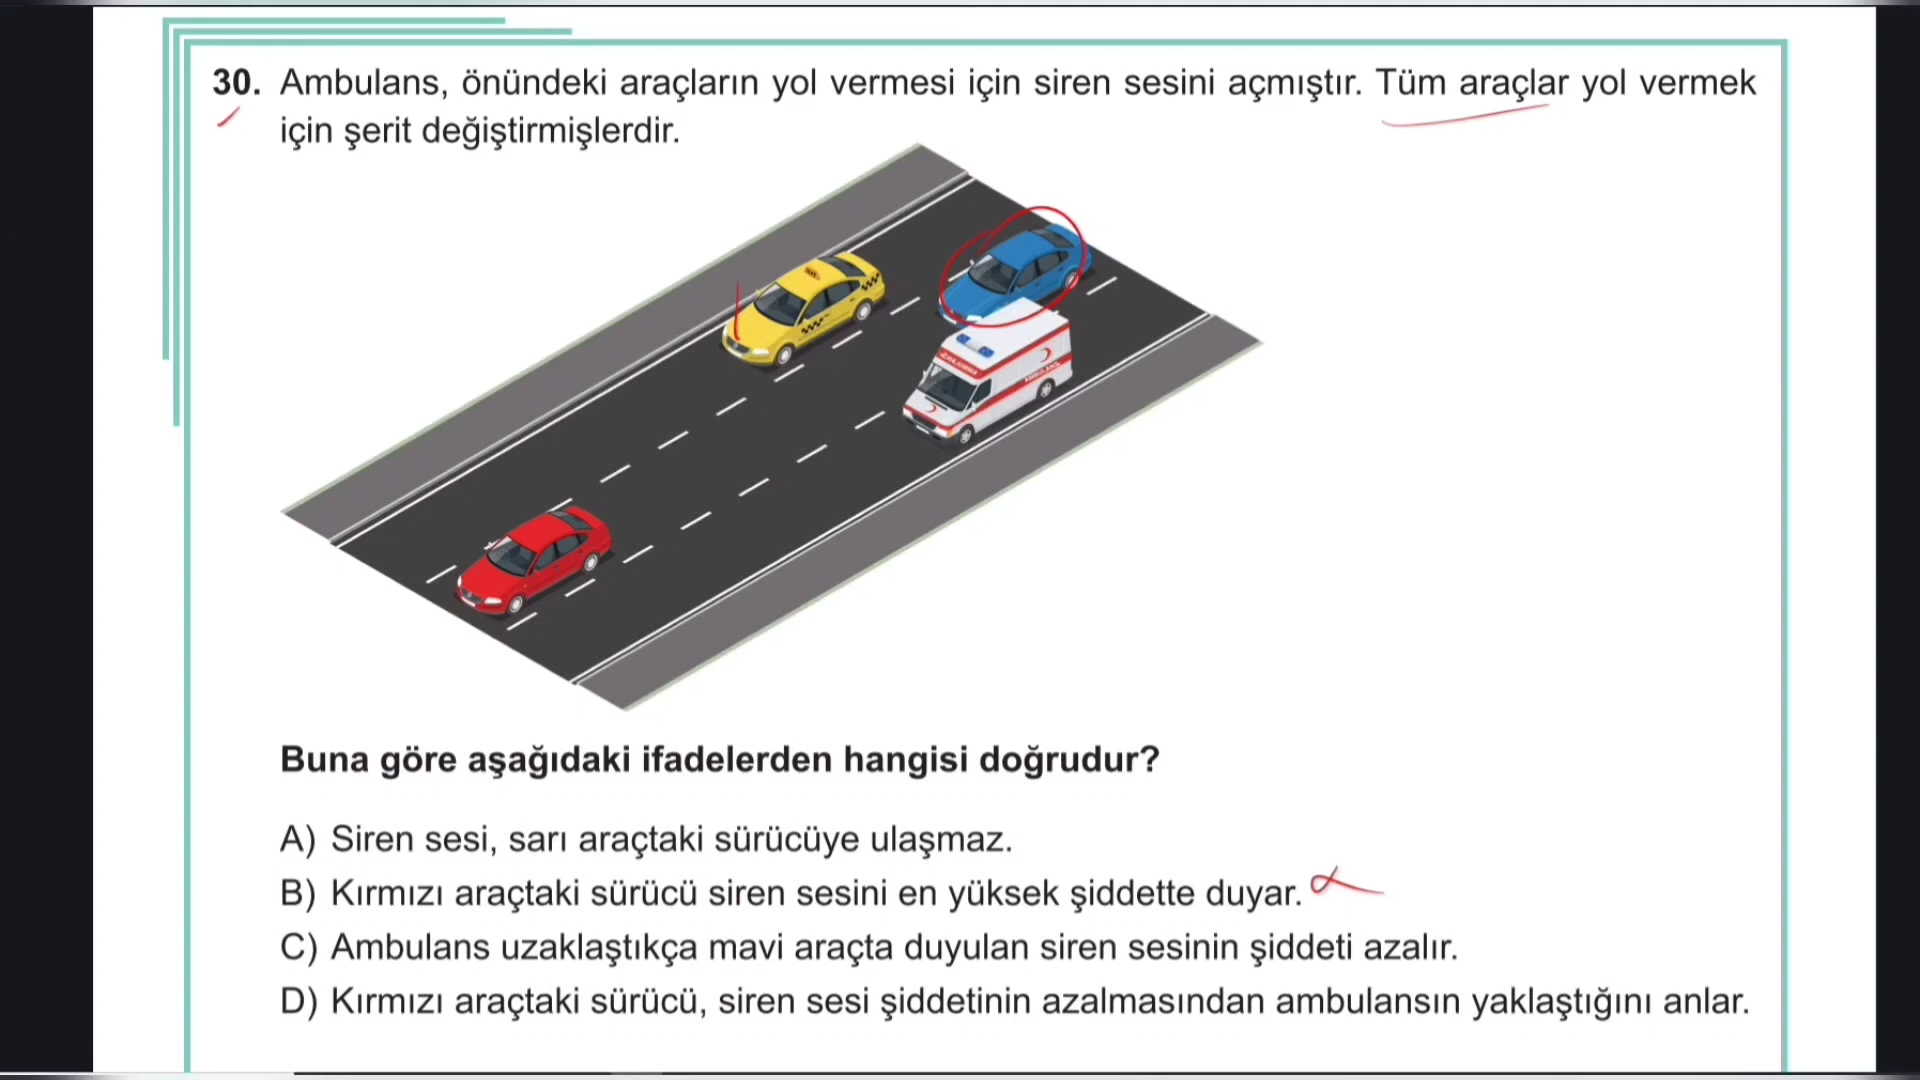 30. Ambulans, önündeki araçların yol vermesi için siren sesini açmıştır. Tüm araçlar yol vermek
için şerit değiştirmişlerdir.
TAXI
AMBULANS
Buna göre aşağıdaki ifadelerden hangisi doğrudur?
A) Siren sesi, sarı araçtaki sürücüye ulaşmaz.
B) Kırmızı araçtaki sürücü siren sesini en yüksek şiddette duyar.
C) Ambulans uzaklaştıkça mavi araçta duyulan siren sesinin şiddeti azalır.
D) Kırmızı araçtaki sürücü, siren sesi şiddetinin azalmasından ambulansın yaklaştığını anlar.